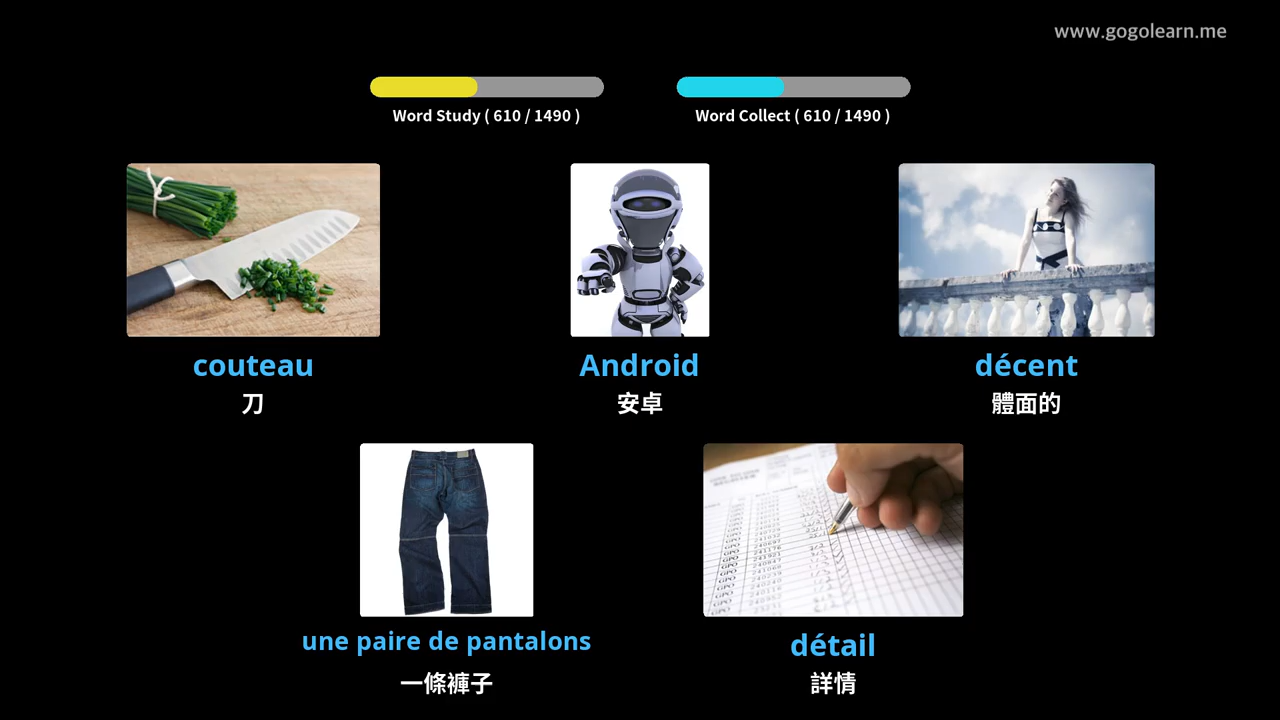 www.gogolearn.me
Word Study ( 610 / 1490 )
Word Collect ( 610 / 1490 )
couteau
刀
Android
安卓
décent
體面的
une paire de pantalons
一條褲子
détail
詳情